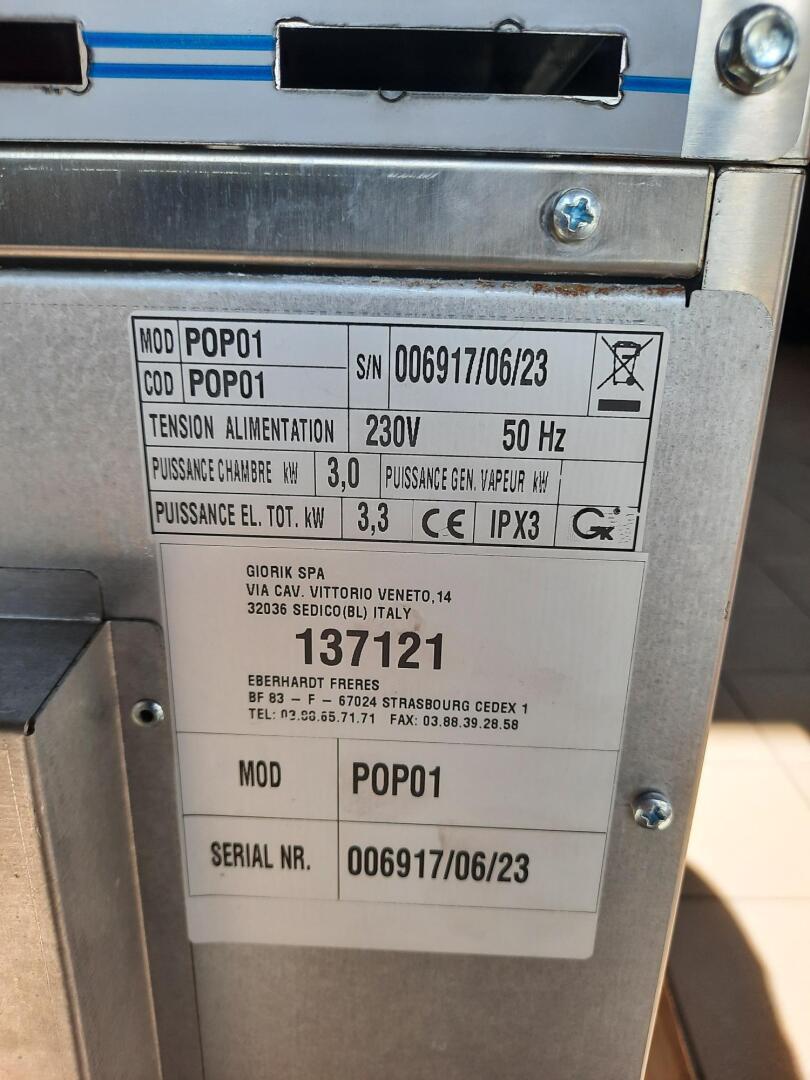 MOD POP01
COD POP01
S/N 006917/06/23
TENSION ALIMENTATION 230V 50 Hz
PUISSANCE CHAMBRE kW 3,0 PUISSANCE GEN. VAPEUR kW
PUISSANCE EL. TOT. kW 3,3 CE IPX3
GIORIK SPA
VIA CAV. VITTORIO VENETO,14
32036 SEDICO(BL) ITALY
137121
EBERHARDT FRERES
BF 83 – F – 67024 STRASBOURG CEDEX 1
TEL: 03.88.65.71.71 FAX: 03.88.39.28.58
MOD POP01
SERIAL NR. 006917/06/23